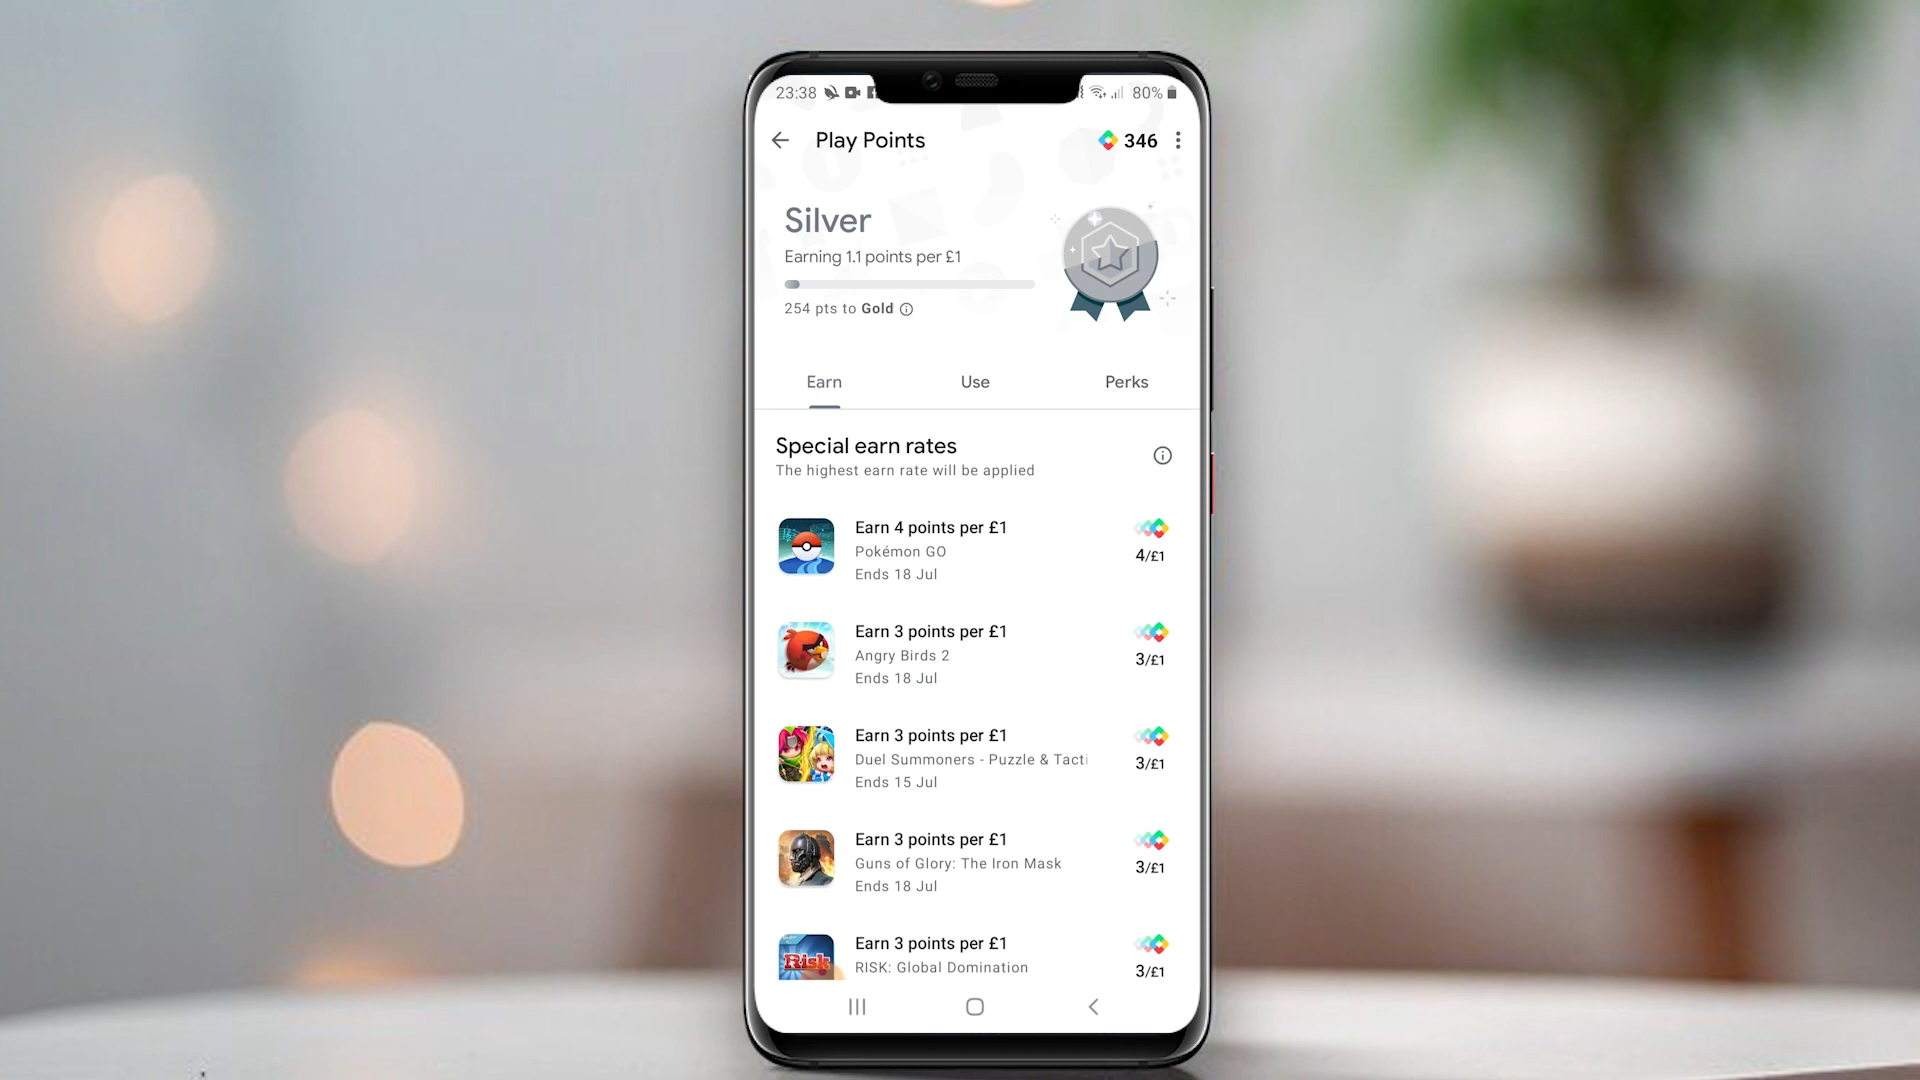 23:38
80%
Play Points
346
Silver
Earning 1.1 points per £1
254 pts to Gold
Earn Use Perks
Special earn rates
The highest earn rate will be applied
Earn 4 points per £1
Pokémon GO
4/£1
Ends 18 Jul
Earn 3 points per £1
Angry Birds 2
3/£1
Ends 18 Jul
Earn 3 points per £1
Duel Summoners - Puzzle & Tacti
3/£1
Ends 15 Jul
Earn 3 points per £1
Guns of Glory: The Iron Mask
3/£1
Ends 18 Jul
Earn 3 points per £1
Risk
RISK: Global Domination
3/£1